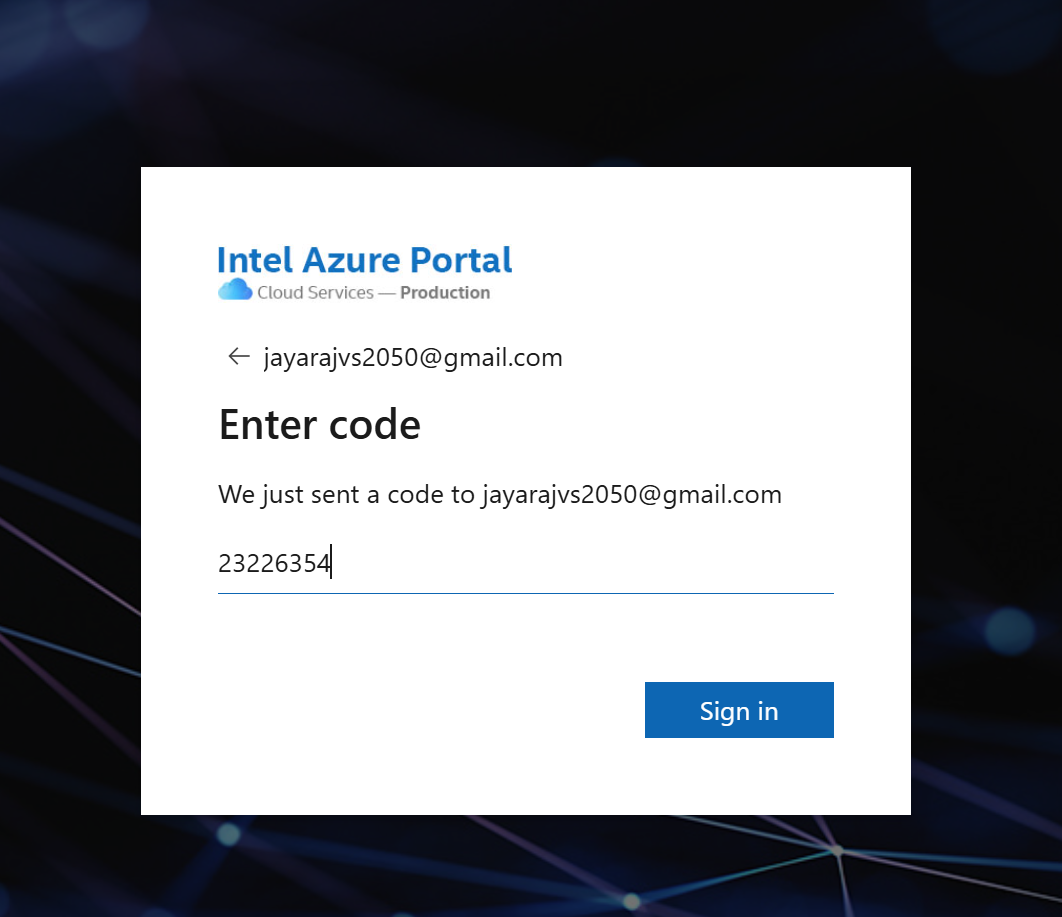 Intel Azure Portal
Cloud Services — Production
← jayarajvs2050@gmail.com
Enter code
We just sent a code to jayarajvs2050@gmail.com
23226354
Sign in